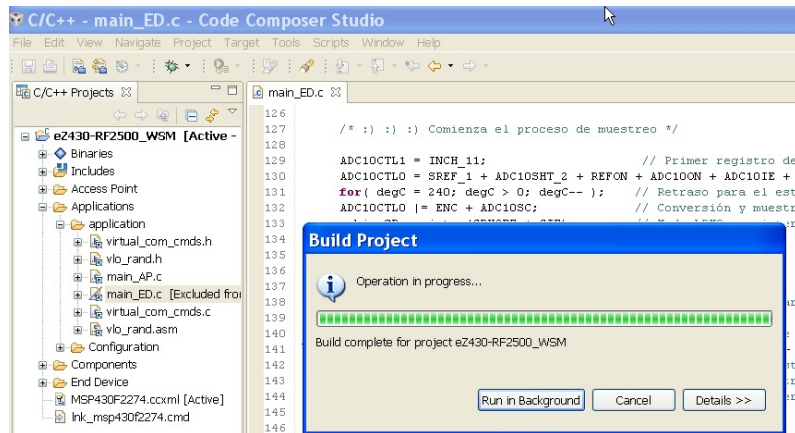 C/C++ - main_ED.c - Code Composer Studio
File Edit View Navigate Project Target Tools Scripts Window Help
C/C++ Projects
main_ED.c
eZ430-RF2500_WSM [Active -
Binaries
Includes
Access Point
Applications
application
virtual_com_cmds.h
vlo_rand.h
main_AP.c
main_ED.c [Excluded from
virtual_com_cmds.c
vlo_rand.asm
Configuration
Components
End Device
MSP430F2274.ccxml [Active]
lnk_msp430f2274.cmd
126
127 /* :) :) :) Comienza el proceso de muestreo */
128
129 ADC10CTL1 = INCH_11; // Primer registro de
130 ADC10CTL0 = SREF_1 + ADC10SHT_2 + REFON + ADC10ON + ADC10IE +
131 for( degC = 240; degC > 0; degC-- ); // Retraso para el est
132 ADC10CTL0 |= ENC + ADC10SC; // Conversión y muestr
133
134
135
136
137
138
139
140
141
142
143
144
145
146
Build Project
Operation in progress...
Build complete for project eZ430-RF2500_WSM
Run in Background Cancel Details >>